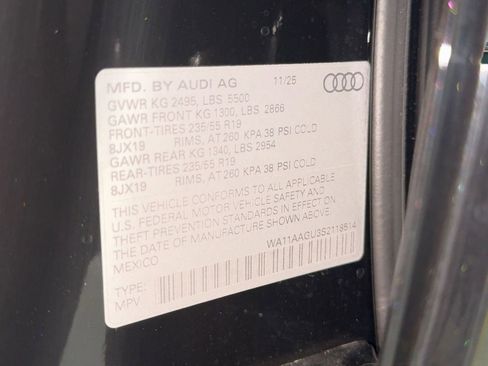 MFD. BY AUDI AG 11/25
GVWR KG 2495, LBS 5500
GAWR FRONT KG 1300, LBS 2866
FRONT-TIRES 235/55 R19
8JX19 RIMS, AT 260 KPA 38 PSI COLD
GAWR REAR KG 1340, LBS 2954
REAR-TIRES 235/55 R19
8JX19 RIMS, AT 260 KPA 38 PSI COLD
THIS VEHICLE CONFORMS TO ALL APPLICABLE
U.S. FEDERAL MOTOR VEHICLE SAFETY AND
THEFT PREVENTION STANDARDS IN EFFECT ON
THE DATE OF MANUFACTURE SHOWN ABOVE.
MEXICO WA11AAGU3S2118514
TYPE:
MPV